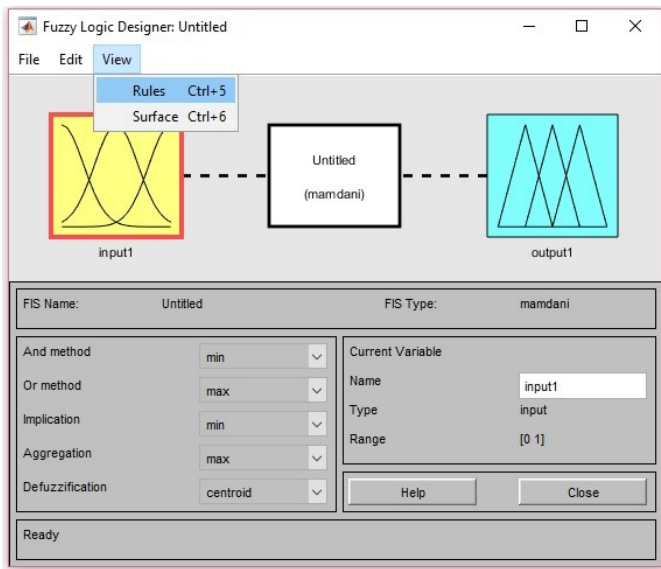 Fuzzy Logic Designer: Untitled
File Edit View
Rules Ctrl+5
Surface Ctrl+6
Untitled
(mamdani)
input1
output1
FIS Name: Untitled FIS Type: mamdani
And method min
Or method max
Implication min
Aggregation max
Defuzzification centroid
Current Variable
Name input1
Type input
Range [0 1]
Help Close
Ready